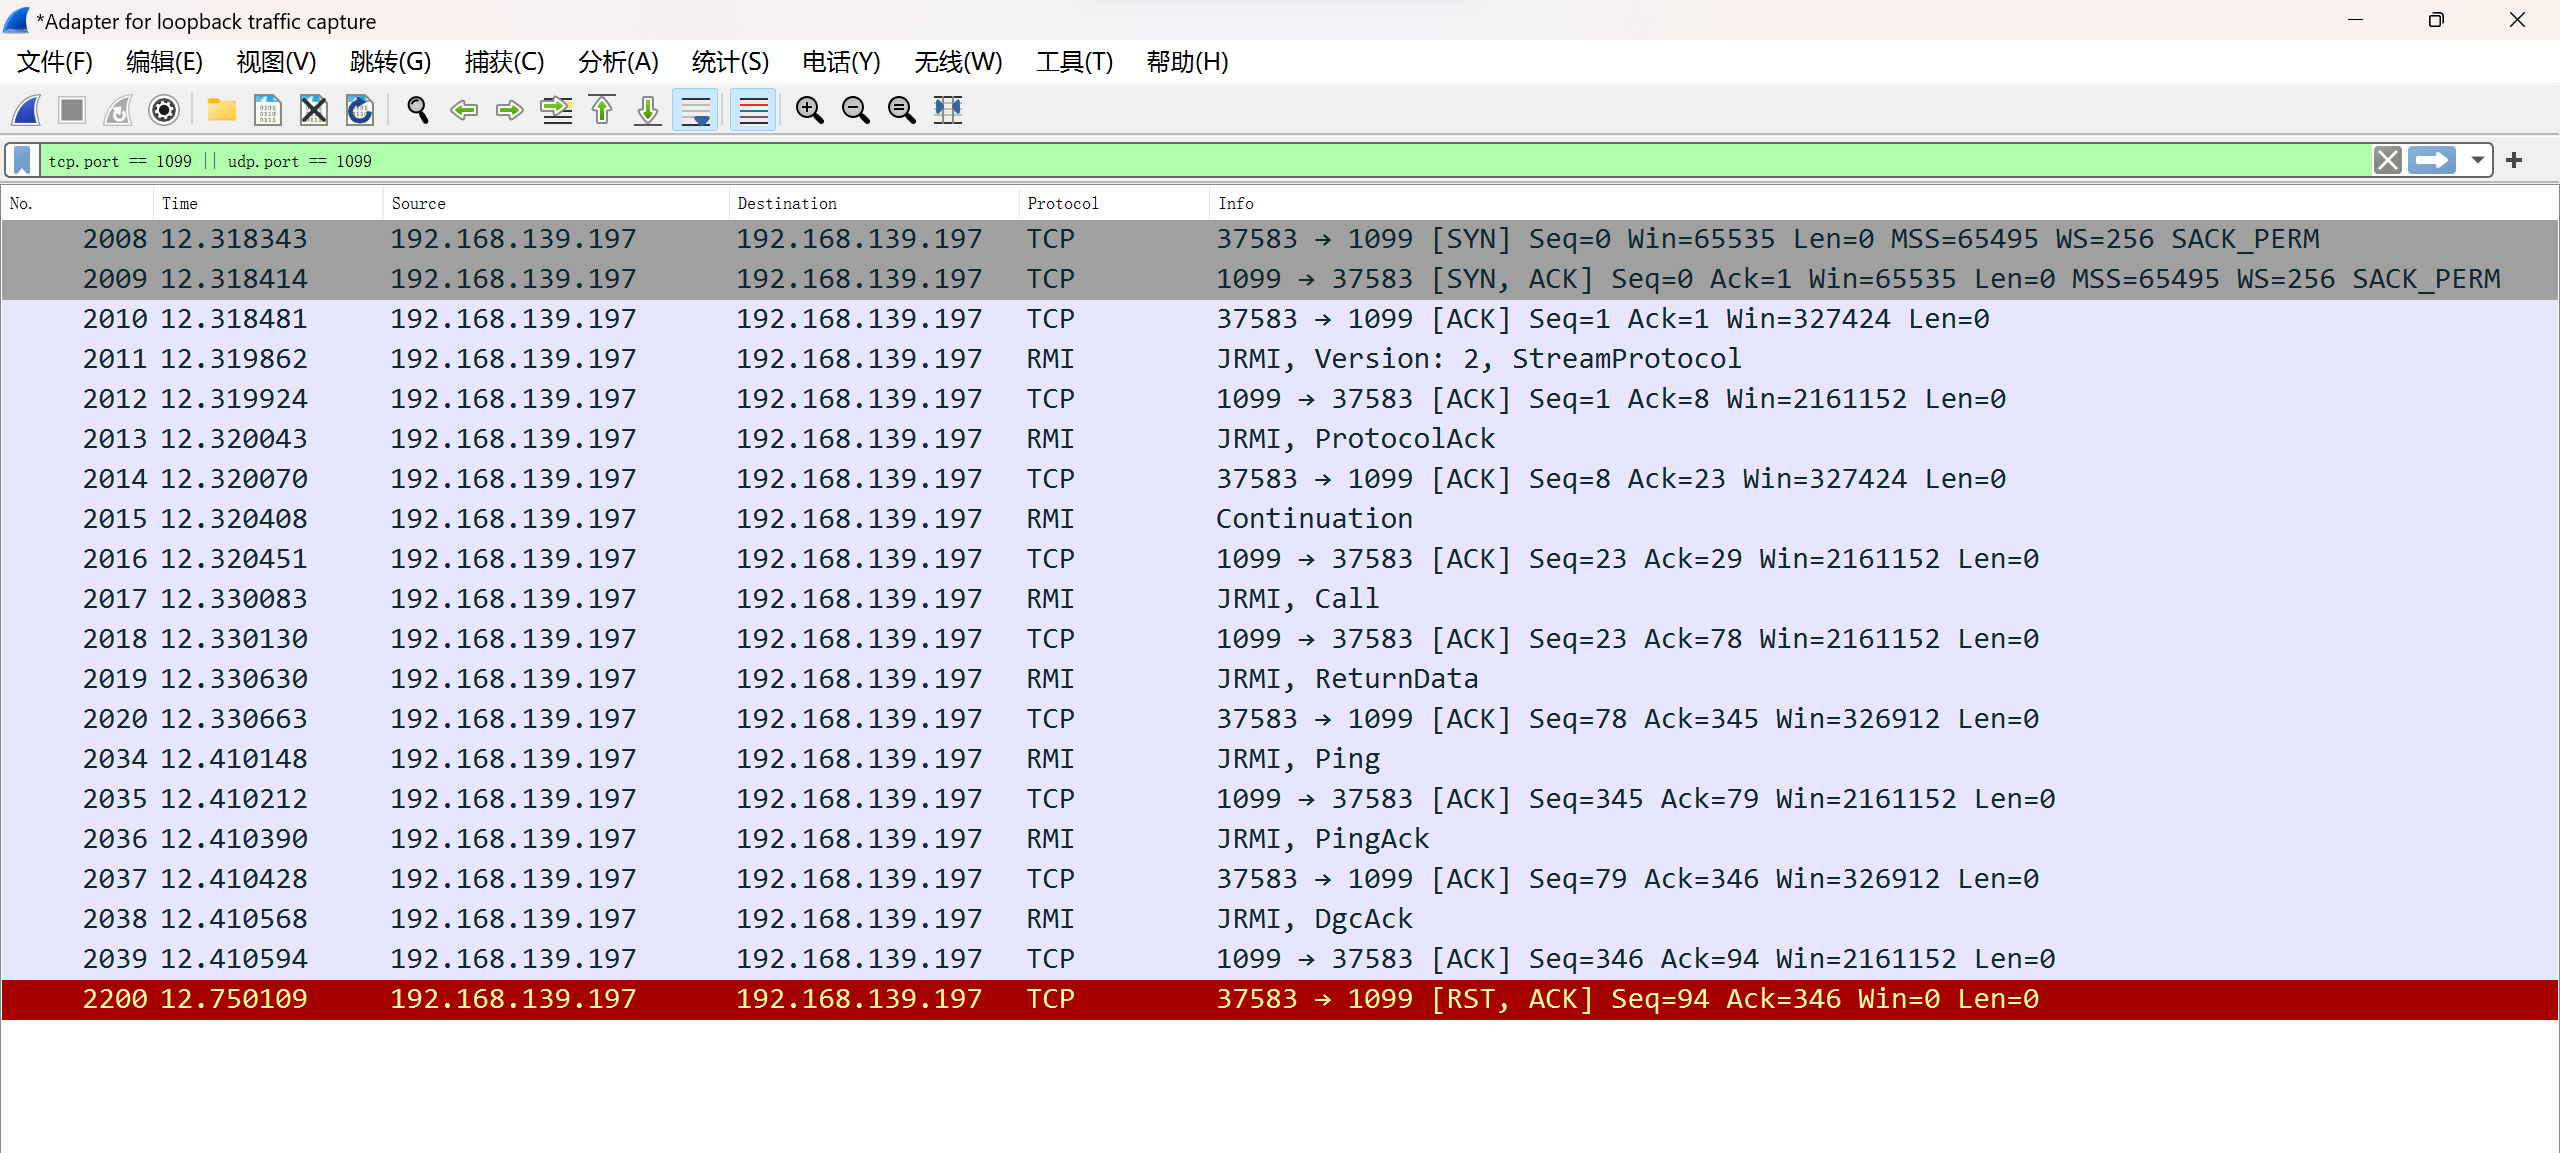 *Adapter for loopback traffic capture
文件(F) 编辑(E) 视图(V) 跳转(G) 捕获(C) 分析(A) 统计(S) 电话(Y) 无线(W) 工具(T) 帮助(H)
tcp.port == 1099 || udp.port == 1099
No. Time Source Destination Protocol Info
2008 12.318343 192.168.139.197 192.168.139.197 TCP 37583 → 1099 [SYN] Seq=0 Win=65535 Len=0 MSS=65495 WS=256 SACK_PERM
2009 12.318414 192.168.139.197 192.168.139.197 TCP 1099 → 37583 [SYN, ACK] Seq=0 Ack=1 Win=65535 Len=0 MSS=65495 WS=256 SACK_PERM
2010 12.318481 192.168.139.197 192.168.139.197 TCP 37583 → 1099 [ACK] Seq=1 Ack=1 Win=327424 Len=0
2011 12.319862 192.168.139.197 192.168.139.197 RMI JRMI, Version: 2, StreamProtocol
2012 12.319924 192.168.139.197 192.168.139.197 TCP 1099 → 37583 [ACK] Seq=1 Ack=8 Win=2161152 Len=0
2013 12.320043 192.168.139.197 192.168.139.197 RMI JRMI, ProtocolAck
2014 12.320070 192.168.139.197 192.168.139.197 TCP 37583 → 1099 [ACK] Seq=8 Ack=23 Win=327424 Len=0
2015 12.320408 192.168.139.197 192.168.139.197 RMI Continuation
2016 12.320451 192.168.139.197 192.168.139.197 TCP 1099 → 37583 [ACK] Seq=23 Ack=29 Win=2161152 Len=0
2017 12.330083 192.168.139.197 192.168.139.197 RMI JRMI, Call
2018 12.330130 192.168.139.197 192.168.139.197 TCP 1099 → 37583 [ACK] Seq=23 Ack=78 Win=2161152 Len=0
2019 12.330630 192.168.139.197 192.168.139.197 RMI JRMI, ReturnData
2020 12.330663 192.168.139.197 192.168.139.197 TCP 37583 → 1099 [ACK] Seq=78 Ack=345 Win=326912 Len=0
2034 12.410148 192.168.139.197 192.168.139.197 RMI JRMI, Ping
2035 12.410212 192.168.139.197 192.168.139.197 TCP 1099 → 37583 [ACK] Seq=345 Ack=79 Win=2161152 Len=0
2036 12.410390 192.168.139.197 192.168.139.197 RMI JRMI, PingAck
2037 12.410428 192.168.139.197 192.168.139.197 TCP 37583 → 1099 [ACK] Seq=79 Ack=346 Win=326912 Len=0
2038 12.410568 192.168.139.197 192.168.139.197 RMI JRMI, DgcAck
2039 12.410594 192.168.139.197 192.168.139.197 TCP 1099 → 37583 [ACK] Seq=346 Ack=94 Win=2161152 Len=0
2200 12.750109 192.168.139.197 192.168.139.197 TCP 37583 → 1099 [RST, ACK] Seq=94 Ack=346 Win=0 Len=0